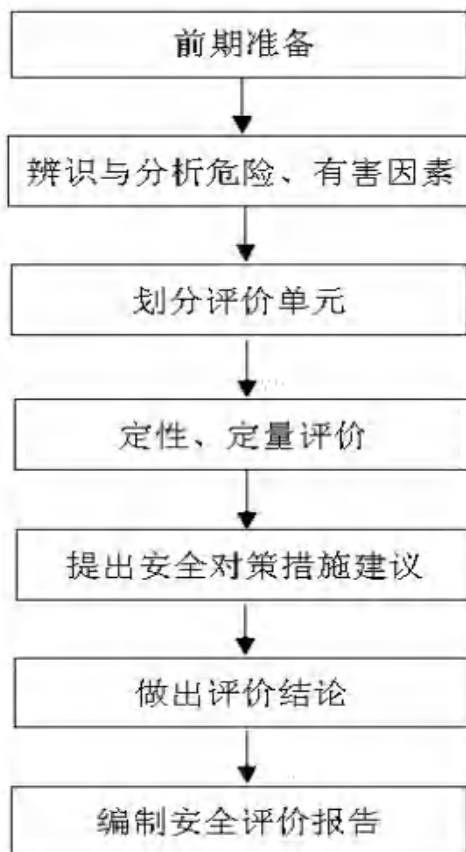 前期准备
辨识与分析危险、有害因素
划分评价单元
定性、定量评价
提出安全对策措施建议
做出评价结论
编制安全评价报告